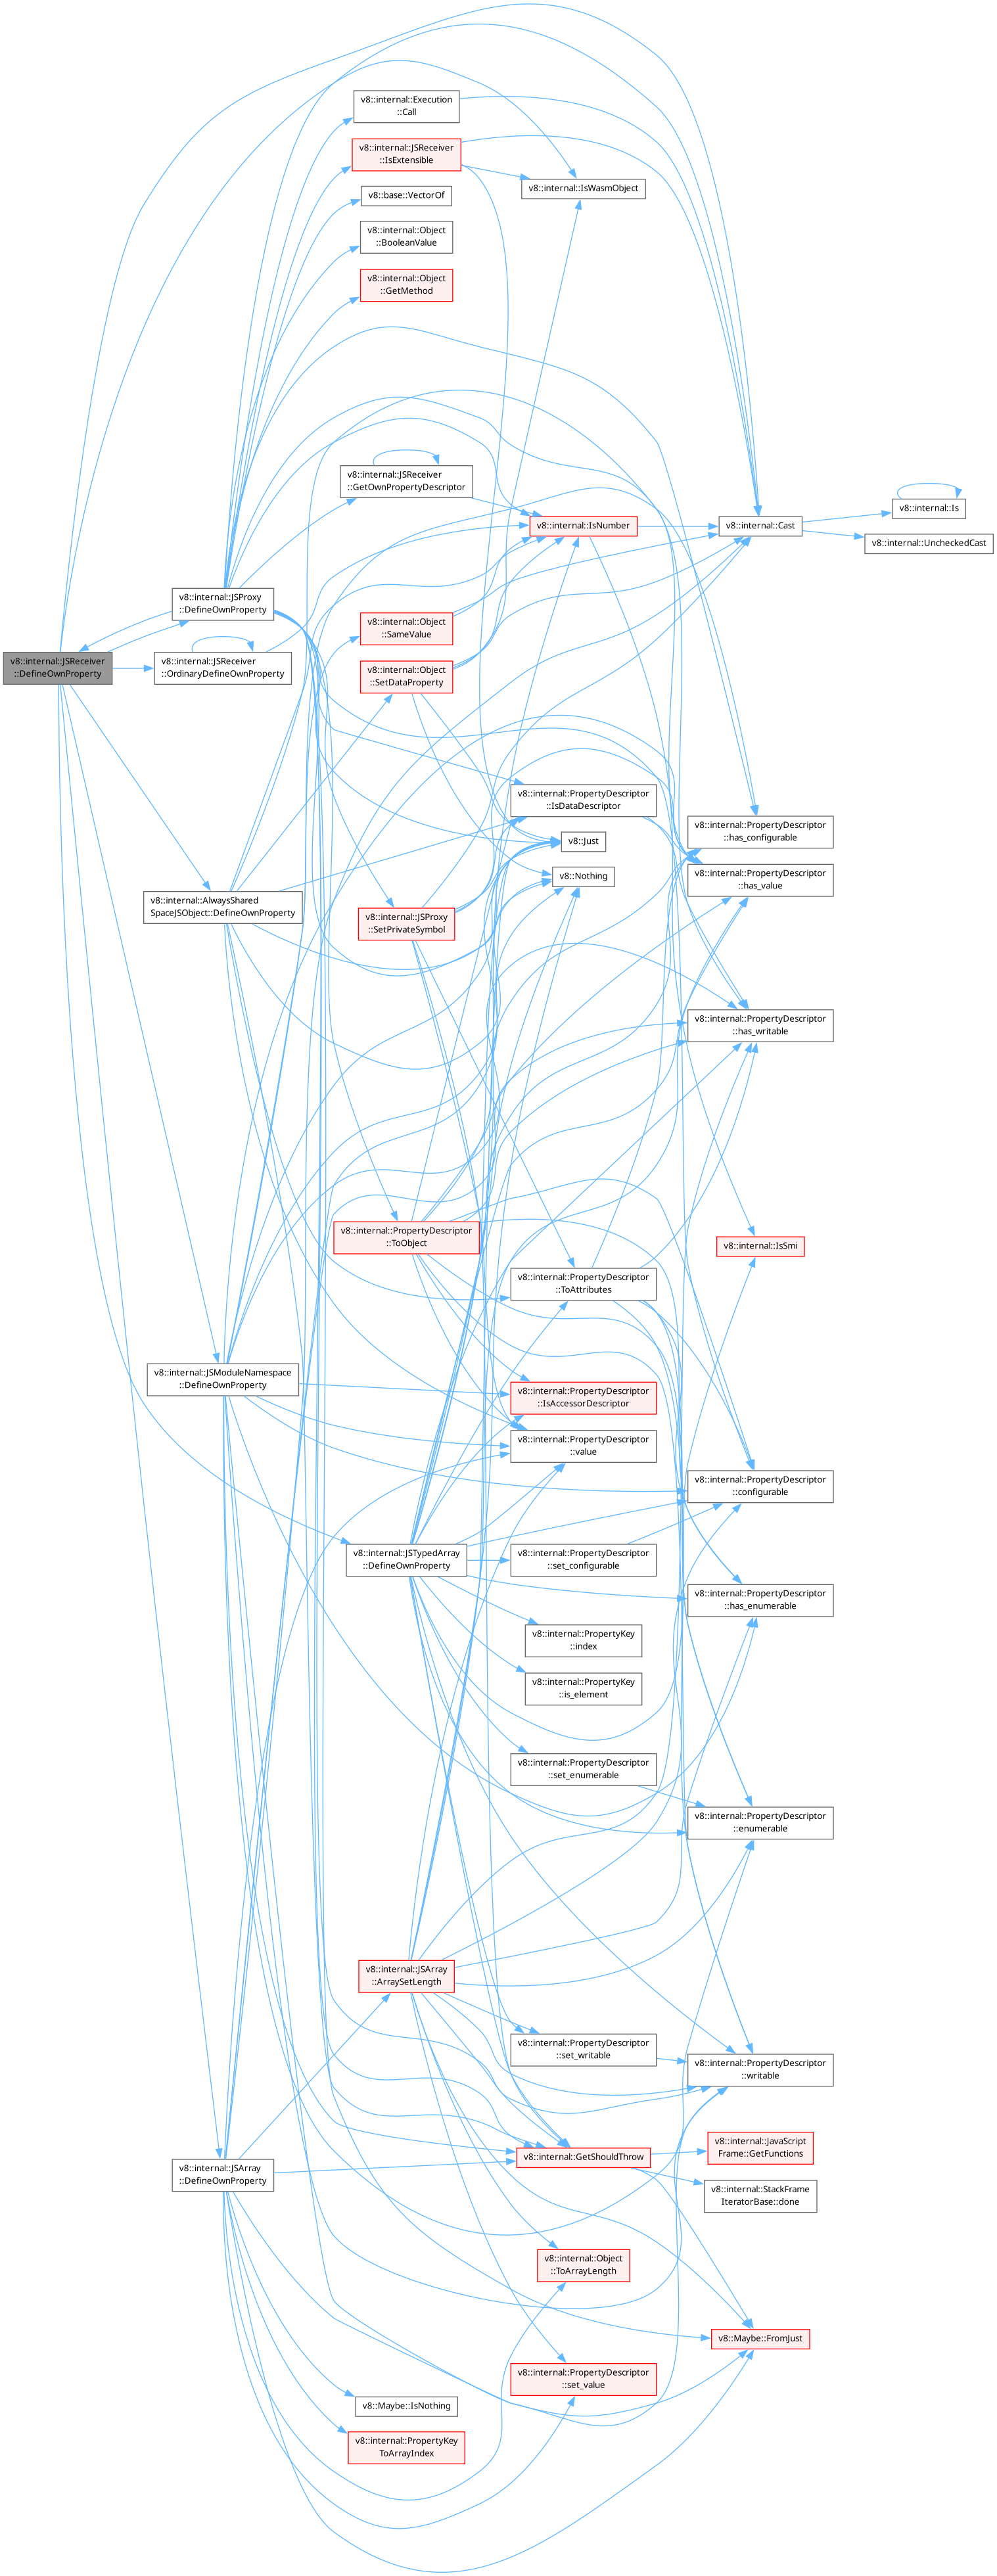 v8::internal::JSReceiver
::DefineOwnProperty
v8::internal::JSProxy
::DefineOwnProperty
v8::internal::JSReceiver
::OrdinaryDefineOwnProperty
v8::internal::AlwaysShared
SpaceJSObject::DefineOwnProperty
v8::internal::JSModuleNamespace
::DefineOwnProperty
v8::internal::JSArray
::DefineOwnProperty
v8::internal::Execution
::Call
v8::internal::JSReceiver
::IsExtensible
v8::base::VectorOf
v8::internal::Object
::BooleanValue
v8::internal::Object
::GetMethod
v8::internal::JSReceiver
::GetOwnPropertyDescriptor
v8::internal::Object
::SameValue
v8::internal::Object
::SetDataProperty
v8::internal::JSProxy
::SetPrivateSymbol
v8::internal::PropertyDescriptor
::ToObject
v8::internal::JSTypedArray
::DefineOwnProperty
v8::internal::JSArray
::ArraySetLength
v8::Maybe::IsNothing
v8::internal::PropertyKey
ToArrayIndex
v8::internal::IsWasmObject
v8::internal::IsNumber
v8::internal::PropertyDescriptor
::IsDataDescriptor
v8::Just
v8::Nothing
v8::internal::PropertyDescriptor
::ToAttributes
v8::internal::PropertyDescriptor
::IsAccessorDescriptor
v8::internal::PropertyDescriptor
::value
v8::internal::PropertyDescriptor
::set_configurable
v8::internal::PropertyKey
::index
v8::internal::PropertyKey
::is_element
v8::internal::PropertyDescriptor
::set_enumerable
v8::internal::PropertyDescriptor
::set_writable
v8::internal::GetShouldThrow
v8::internal::Object
::ToArrayLength
v8::internal::PropertyDescriptor
::set_value
v8::internal::Cast
v8::internal::PropertyDescriptor
::has_configurable
v8::internal::PropertyDescriptor
::has_value
v8::internal::PropertyDescriptor
::has_writable
v8::internal::IsSmi
v8::internal::PropertyDescriptor
::configurable
v8::internal::PropertyDescriptor
::has_enumerable
v8::internal::PropertyDescriptor
::enumerable
v8::internal::PropertyDescriptor
::writable
v8::internal::JavaScript
Frame::GetFunctions
v8::internal::StackFrame
IteratorBase::done
v8::Maybe::FromJust
v8::internal::Is
v8::internal::UncheckedCast